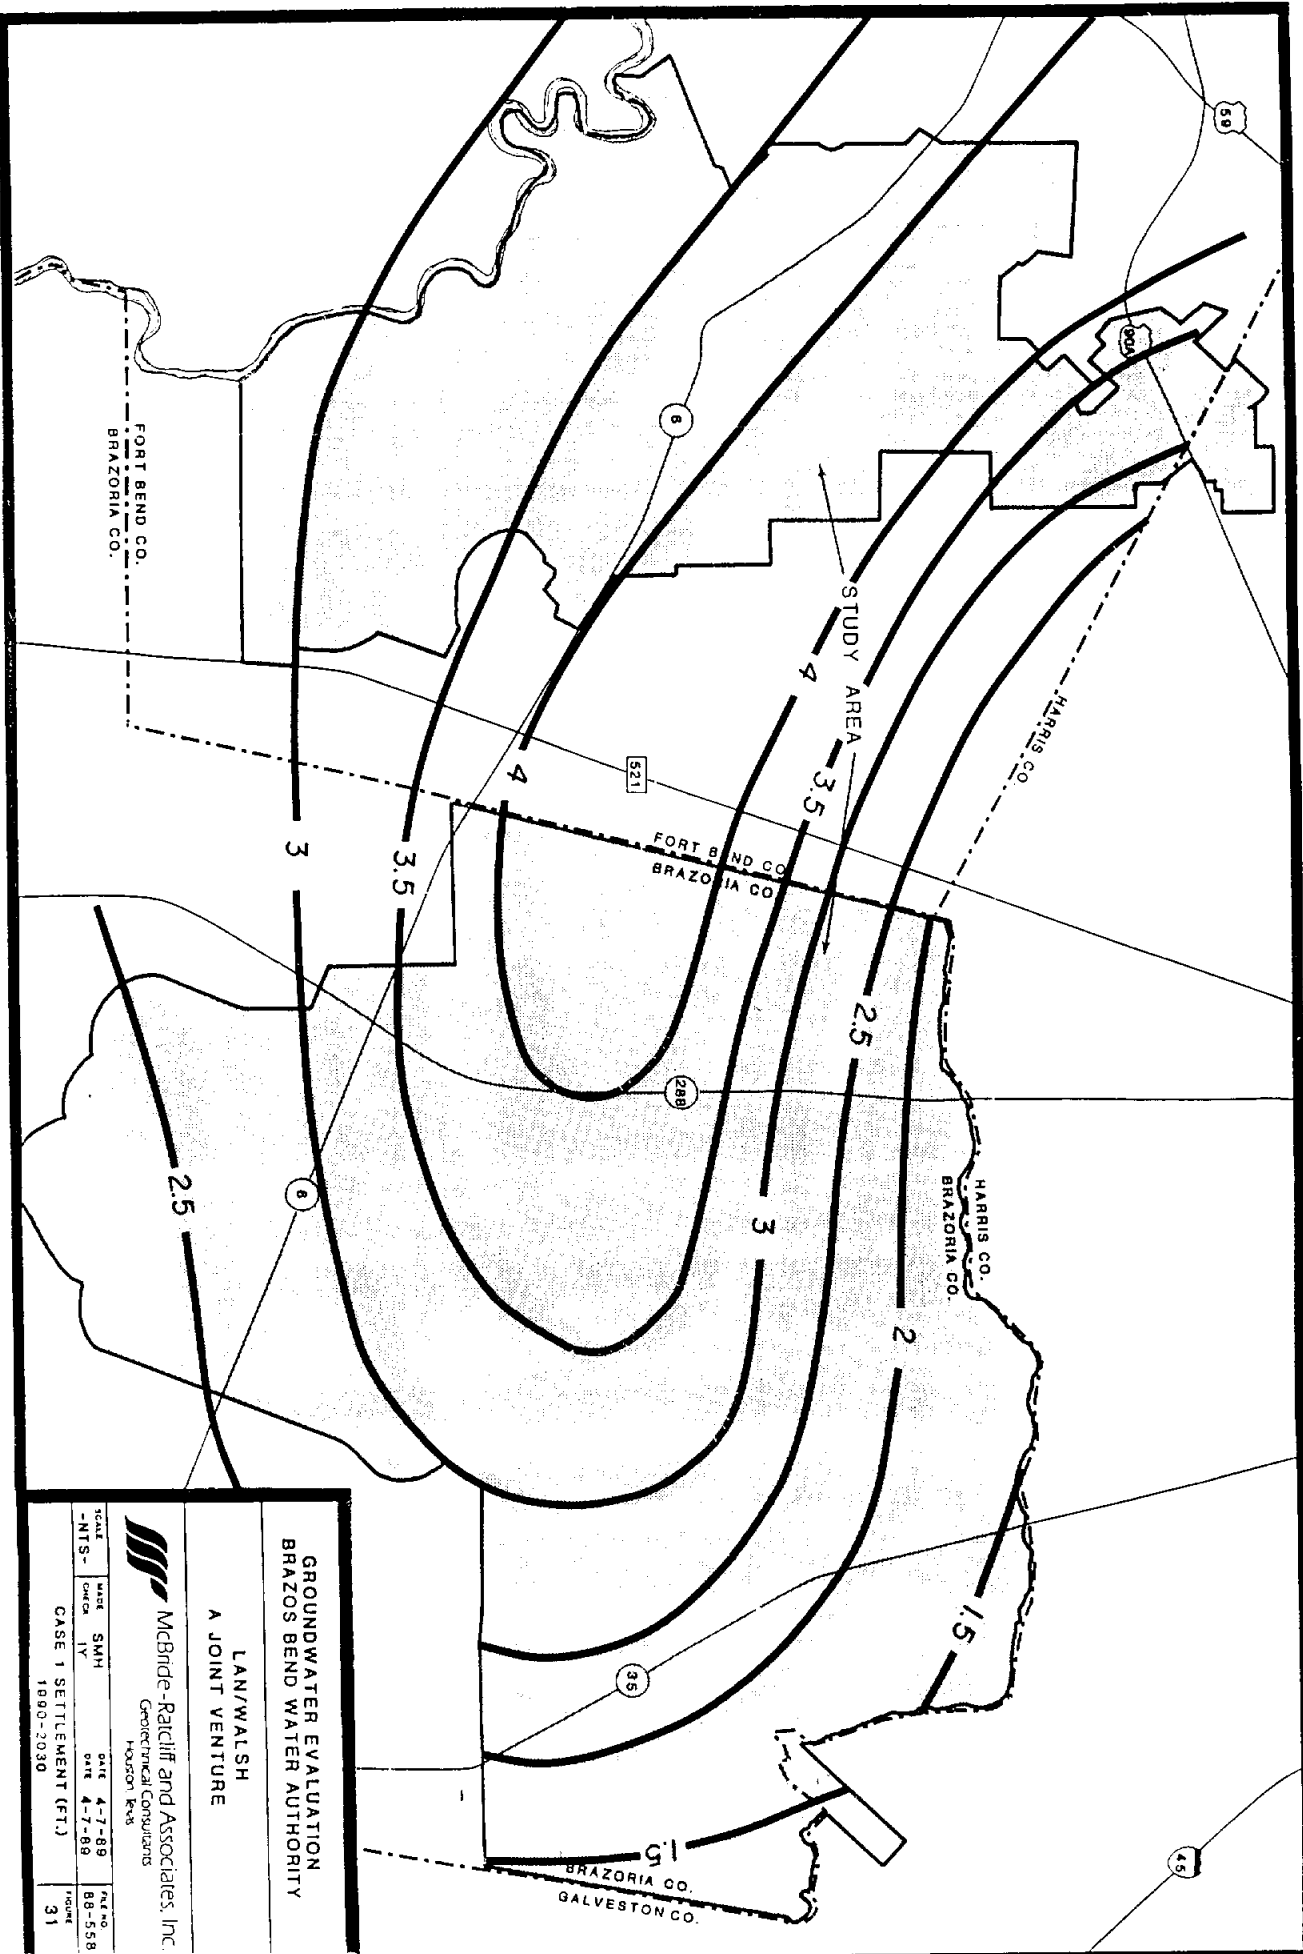 59
90A
6
FORT BEND CO.
BRAZORIA CO.
STUDY AREA
HARRIS CO
4
3.5
521
4
FORT BEND CO
BRAZORIA CO.
3
3.5
2.5
288
HARRIS CO.
BRAZORIA CO.
2.5
6
3
2
1.5
35
1.5
BRAZORIA CO.
GALVESTON CO.
45
GROUNDWATER EVALUATION
BRAZOS BEND WATER AUTHORITY
LAN/WALSH
A JOINT VENTURE
McBride-Ratcliff and Associates, Inc.
Geotechnical Consultants
Houston Texas
SCALE -NTS-
MADE SMH DATE 4-7-89
CHECK IY DATE 4-7-89
FILE NO. 88-558
CASE 1 SETTLEMENT (FT.)
1990-2030
FIGURE 31